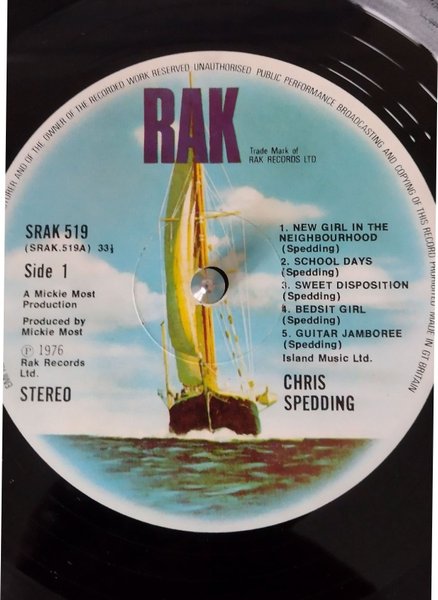 TURER AND OF THE OWNER OF THE RECORDED WORK RESERVED UNAUTHORISED PUBLIC PERFORMANCE BROADCASTING AND COPYING OF THIS RECORD PROHIBITED MADE IN GT BRITAIN
RAK
Trade Mark of
RAK RECORDS LTD
SRAK 519
(SRAK.519A) 33⅓
Side 1
A Mickie Most
Production
Produced by
Mickie Most
℗ 1976
Rak Records
Ltd.
STEREO
1. NEW GIRL IN THE
NEIGHBOURHOOD
(Spedding)
2. SCHOOL DAYS
(Spedding)
3. SWEET DISPOSITION
(Spedding)
4. BEDSIT GIRL
(Spedding)
5. GUITAR JAMBOREE
(Spedding)
Island Music Ltd.
CHRIS
SPEDDING